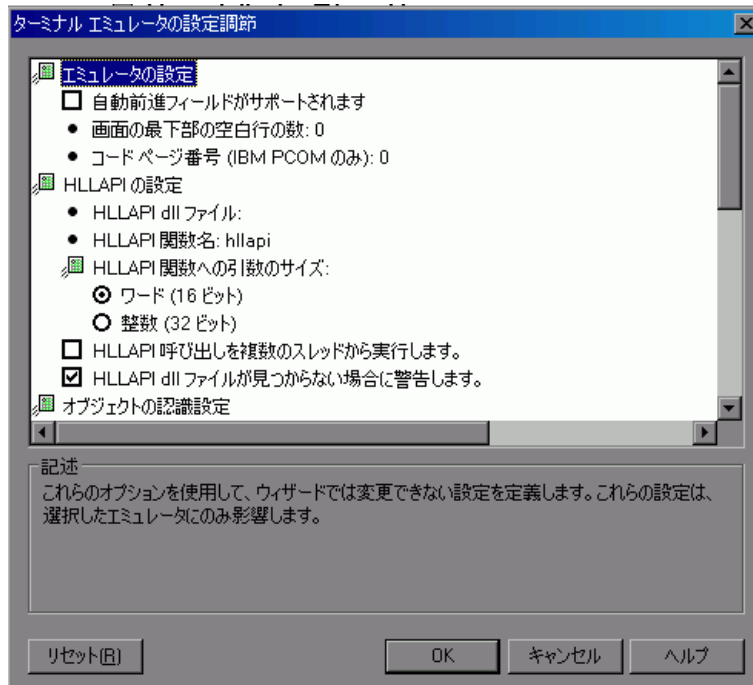 ターミナル エミュレータの設定調節
エミュレータの設定
自動前進フィールドがサポートされます
画面の最下部の空白行の数: 0
コード ページ番号 (IBM PCOM のみ): 0
HLLAPI の設定
HLLAPI dll ファイル:
HLLAPI 関数名: hllapi
HLLAPI 関数への引数のサイズ:
ワード (16 ビット)
整数 (32 ビット)
HLLAPI 呼び出しを複数のスレッドから実行します。
HLLAPI dll ファイルが見つからない場合に警告します。
オブジェクトの認識設定
記述
これらのオプションを使用して、ウィザードでは変更できない設定を定義します。これらの設定は、
選択したエミュレータにのみ影響します。
リセット(R)
OK
キャンセル
ヘルプ